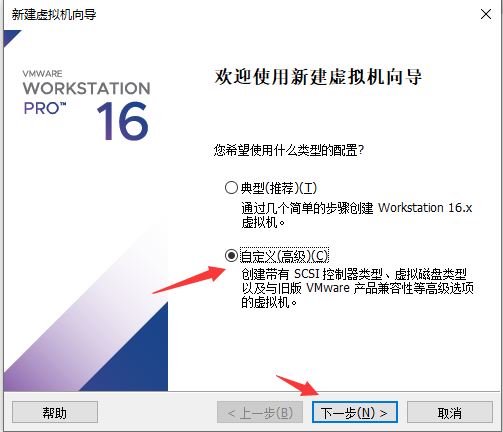 新建虚拟机向导
VMWARE
WORKSTATION
PRO™ 16
欢迎使用新建虚拟机向导
您希望使用什么类型的配置?
典型(推荐)(T)
通过几个简单的步骤创建 Workstation 16.x
虚拟机。
自定义(高级)(C)
创建带有 SCSI 控制器类型、虚拟磁盘类型
以及与旧版 VMware 产品兼容性等高级选项
的虚拟机。
帮助
< 上一步(B)
下一步(N) >
取消